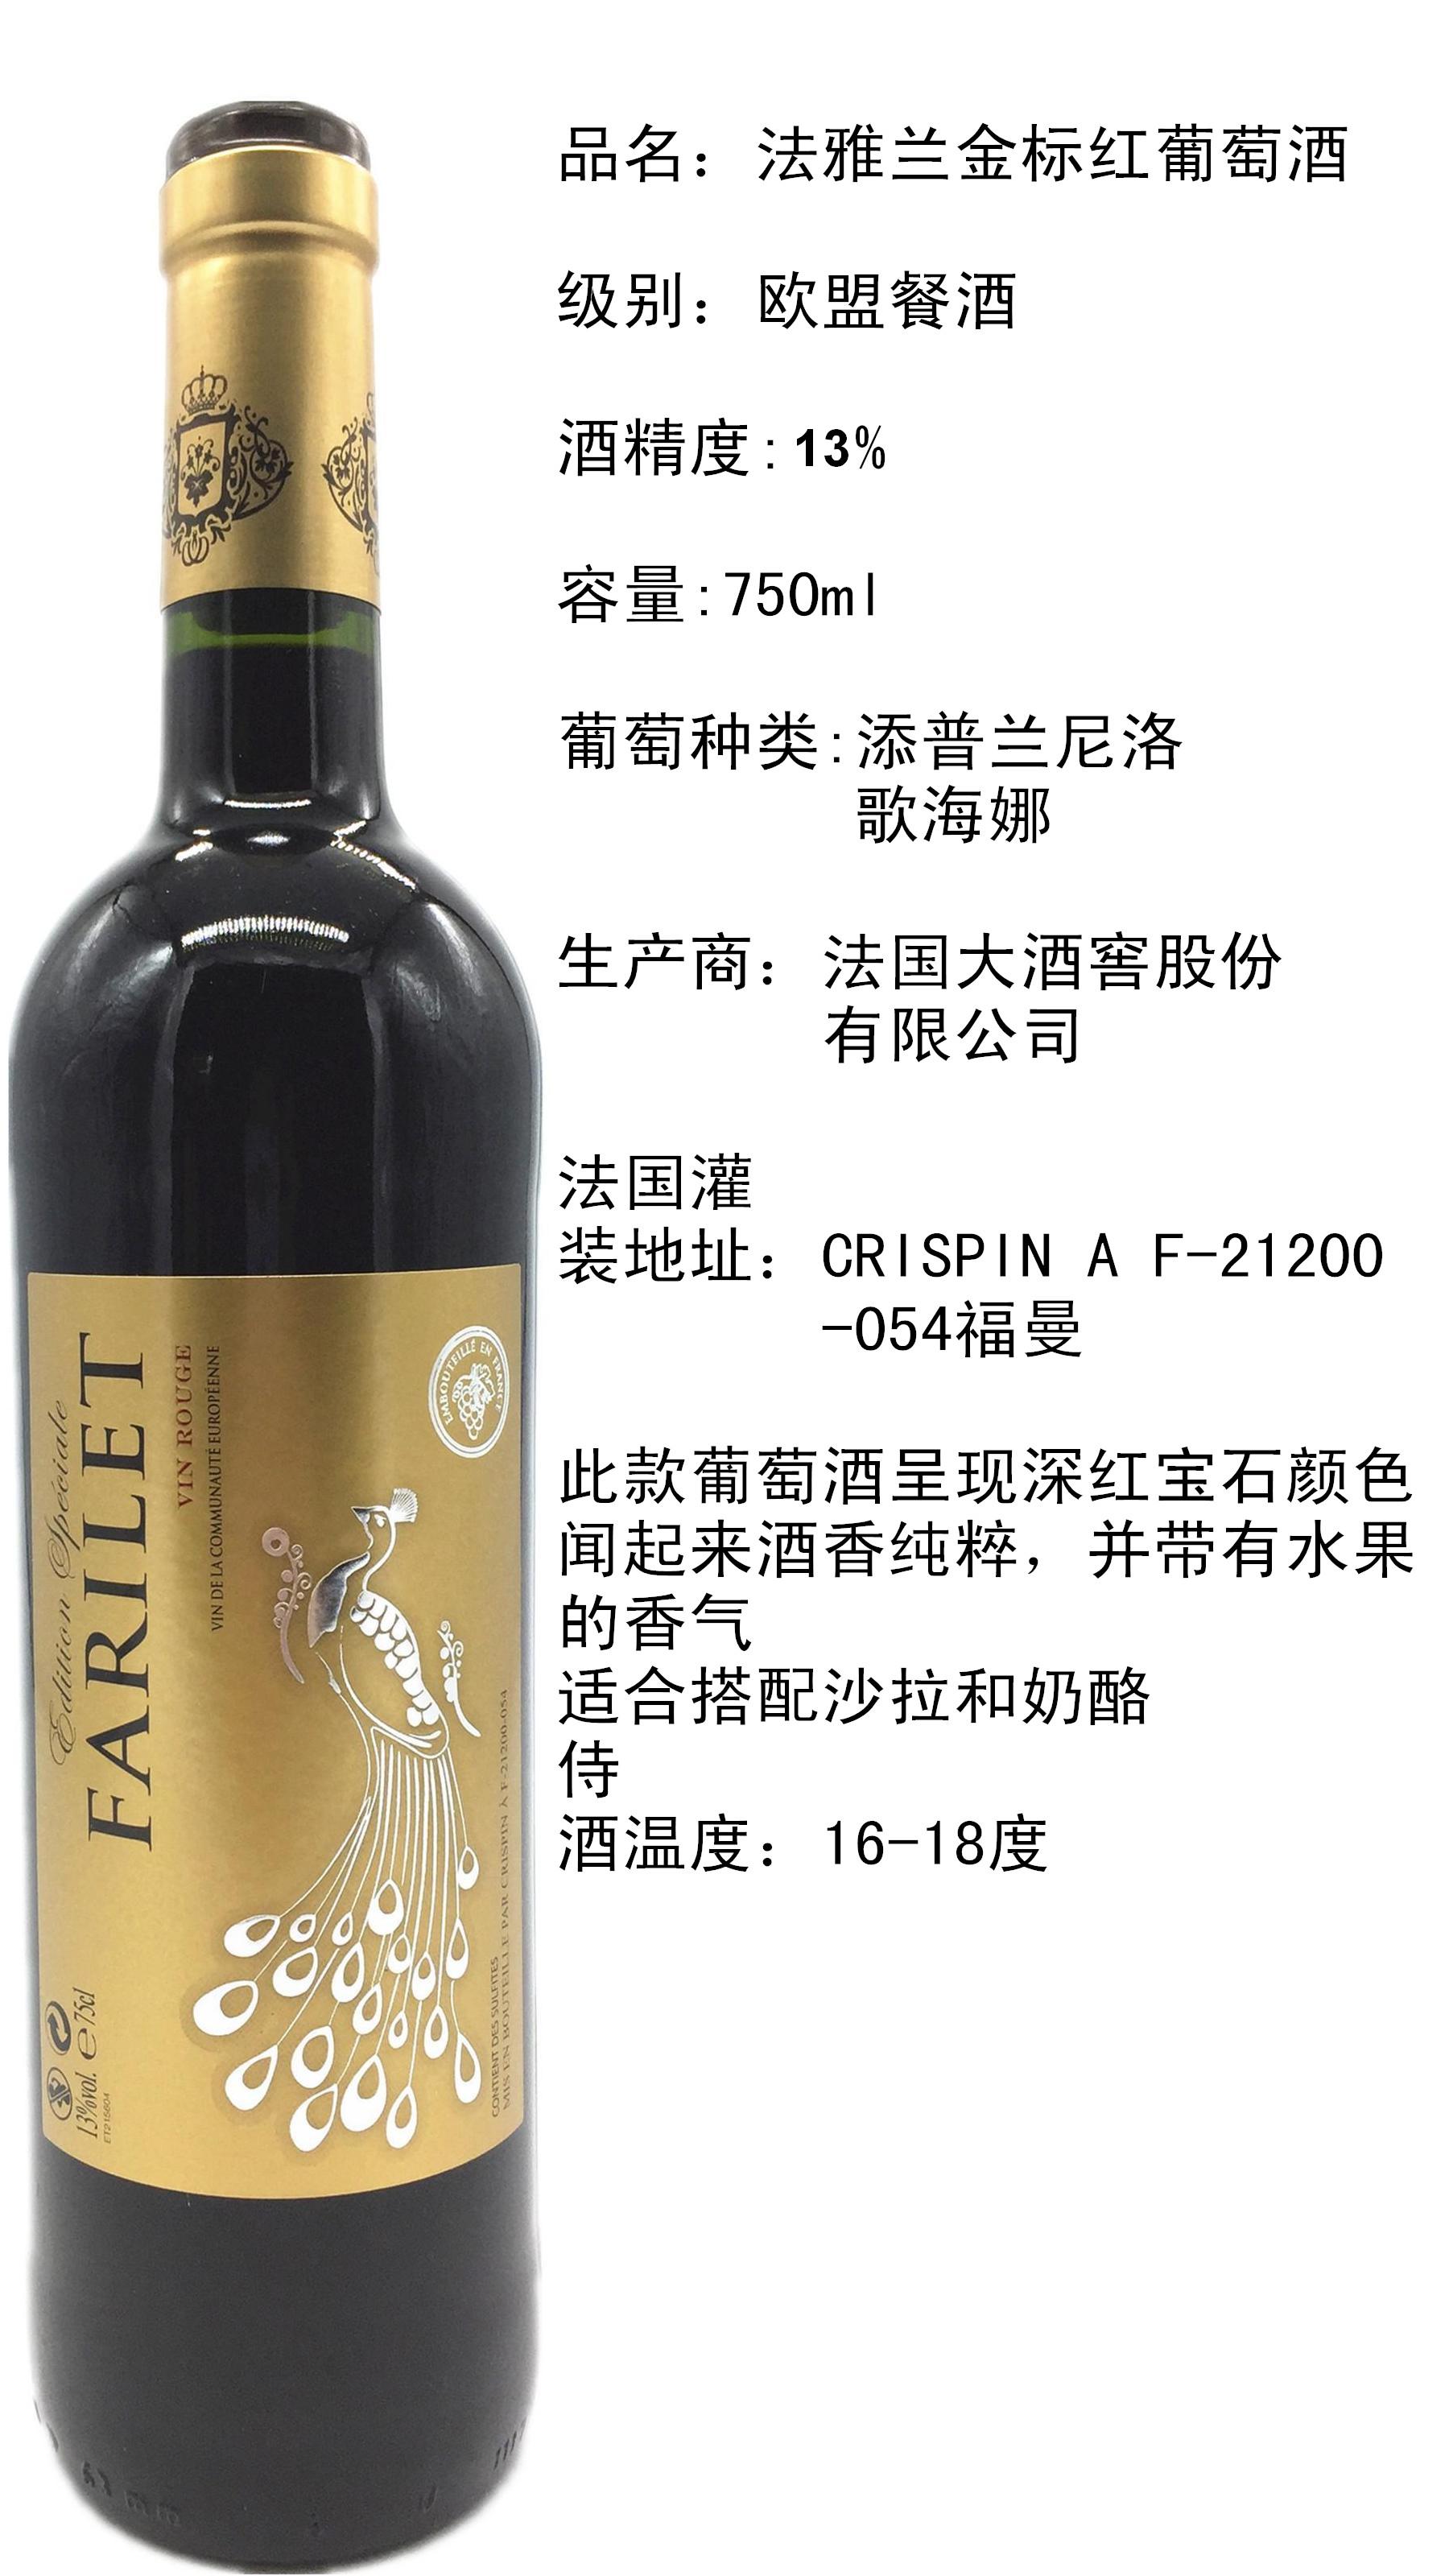 品名：法雅兰金标红葡萄酒
级别：欧盟餐酒
酒精度:13%
容量:750ml
葡萄种类:添普兰尼洛
歌海娜
生产商：法国大酒窖股份
有限公司
法国灌
装地址：CRISPIN A F-21200
-054福曼
此款葡萄酒呈现深红宝石颜色
闻起来酒香纯粹，并带有水果
的香气
适合搭配沙拉和奶酪
侍
酒温度：16-18度
Edition Spéciale
FARILET
VIN ROUGE
VIN DE LA COMMUNAUTÉ EUROPÉENNE
EMBOUTEILLÉ EN FRANCE
13%vol. e 75cl
ET215604
CONTIENT DES SULFITES
MIS EN BOUTEILLE PAR CRISPIN À F-21200-054